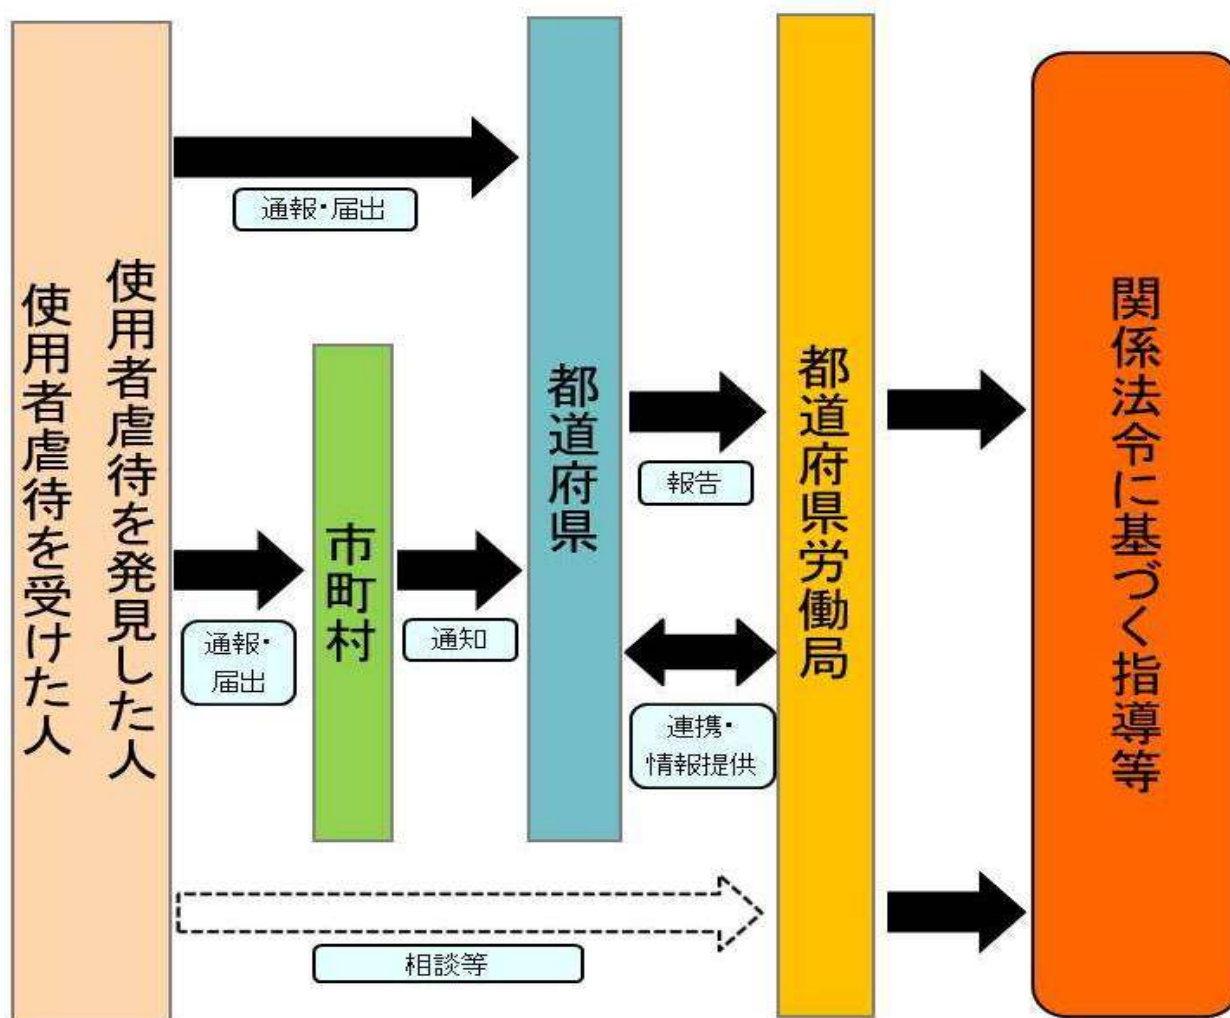 使用者虐待を発見した人
使用者虐待を受けた人
通報・届出
通報・
届出
市町村
通知
都道府県
報告
連携・
情報提供
相談等
都道府県労働局
関係法令に基づく指導等